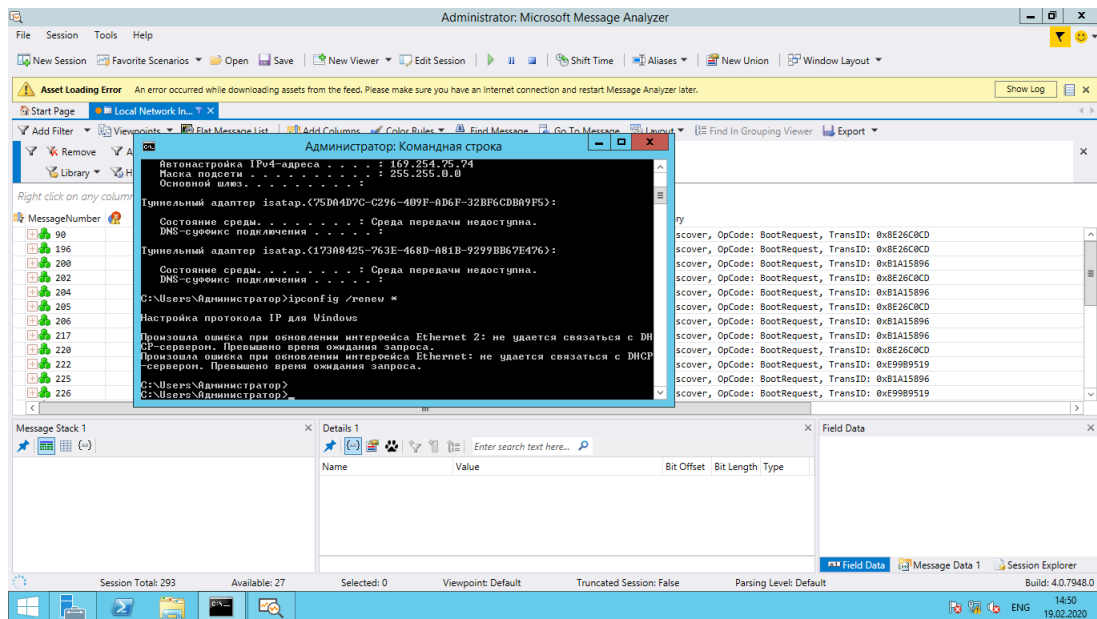 Administrator: Microsoft Message Analyzer
File Session Tools Help
New Session Favorite Scenarios Open Save New Viewer Edit Session Shift Time Aliases New Union Window Layout
Asset Loading Error An error occurred while downloading assets from the feed. Please make sure you have an Internet connection and restart Message Analyzer later. Show Log
Start Page Local Network In...
Add Filter Viewpoints Flat Message List Add Columns Color Rules Find Message Go To Message Layout Find In Grouping Viewer Export
Remove
Library
Right click on any column
MessageNumber
90 scover, OpCode: BootRequest, TransID: 0x8E26C0CD
196 scover, OpCode: BootRequest, TransID: 0x8E26C0CD
200 scover, OpCode: BootRequest, TransID: 0xB1A15896
202 scover, OpCode: BootRequest, TransID: 0x8E26C0CD
204 scover, OpCode: BootRequest, TransID: 0xB1A15896
205 scover, OpCode: BootRequest, TransID: 0x8E26C0CD
206 scover, OpCode: BootRequest, TransID: 0xB1A15896
217 scover, OpCode: BootRequest, TransID: 0xB1A15896
220 scover, OpCode: BootRequest, TransID: 0x8E26C0CD
222 scover, OpCode: BootRequest, TransID: 0xE99B9519
225 scover, OpCode: BootRequest, TransID: 0xB1A15896
226 scover, OpCode: BootRequest, TransID: 0xE99B9519
Администратор: Командная строка
Автонастройка IPv4-адреса . . . . : 169.254.75.74
Маска подсети . . . . . . . . . . : 255.255.0.0
Основной шлюз. . . . . . . . . :
Туннельный адаптер isatap.{75DA4D7C-C296-409F-AD6F-32BF6CDBA9F5}:
Состояние среды. . . . . . . . : Среда передачи недоступна.
DNS-суффикс подключения . . . . . :
Туннельный адаптер isatap.{173A8425-763E-468D-A81B-9299BB67E476}:
Состояние среды. . . . . . . . : Среда передачи недоступна.
DNS-суффикс подключения . . . . . :
C:\Users\Администратор>ipconfig /renew *
Настройка протокола IP для Windows
Произошла ошибка при обновлении интерфейса Ethernet 2: не удается связаться с DH
CP-сервером. Превышено время ожидания запроса.
Произошла ошибка при обновлении интерфейса Ethernet: не удается связаться с DHCP
-сервером. Превышено время ожидания запроса.
C:\Users\Администратор>
C:\Users\Администратор>_
Message Stack 1
Details 1
Enter search text here...
Name Value Bit Offset Bit Length Type
Field Data
Field Data Message Data 1 Session Explorer
Session Total: 293 Available: 27 Selected: 0 Viewpoint: Default Truncated Session: False Parsing Level: Default Build: 4.0.7948.0
ENG 14:50
19.02.2020